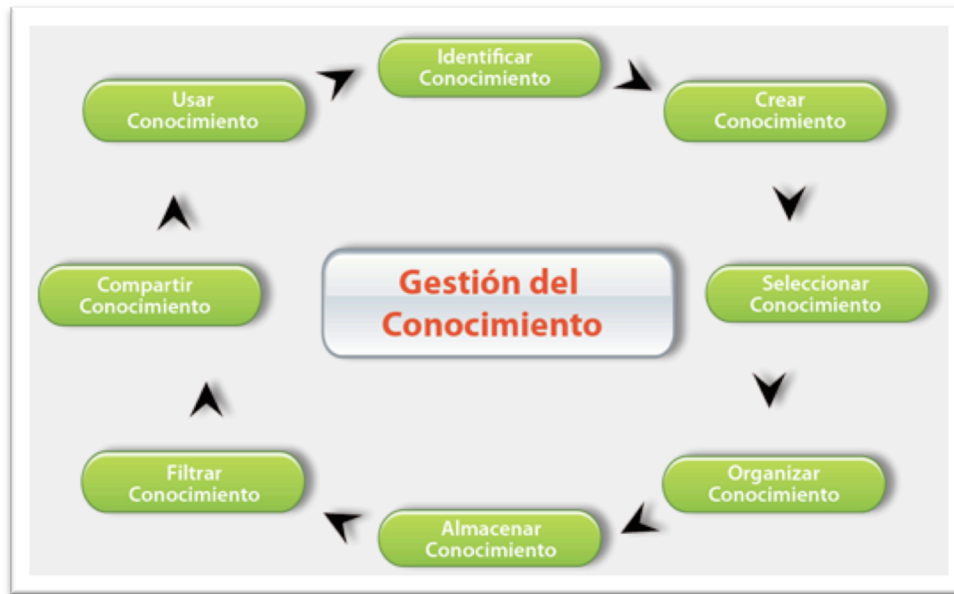 Identificar
Conocimiento
Crear
Conocimiento
Seleccionar
Conocimiento
Organizar
Conocimiento
Almacenar
Conocimiento
Filtrar
Conocimiento
Compartir
Conocimiento
Usar
Conocimiento
Gestión del
Conocimiento